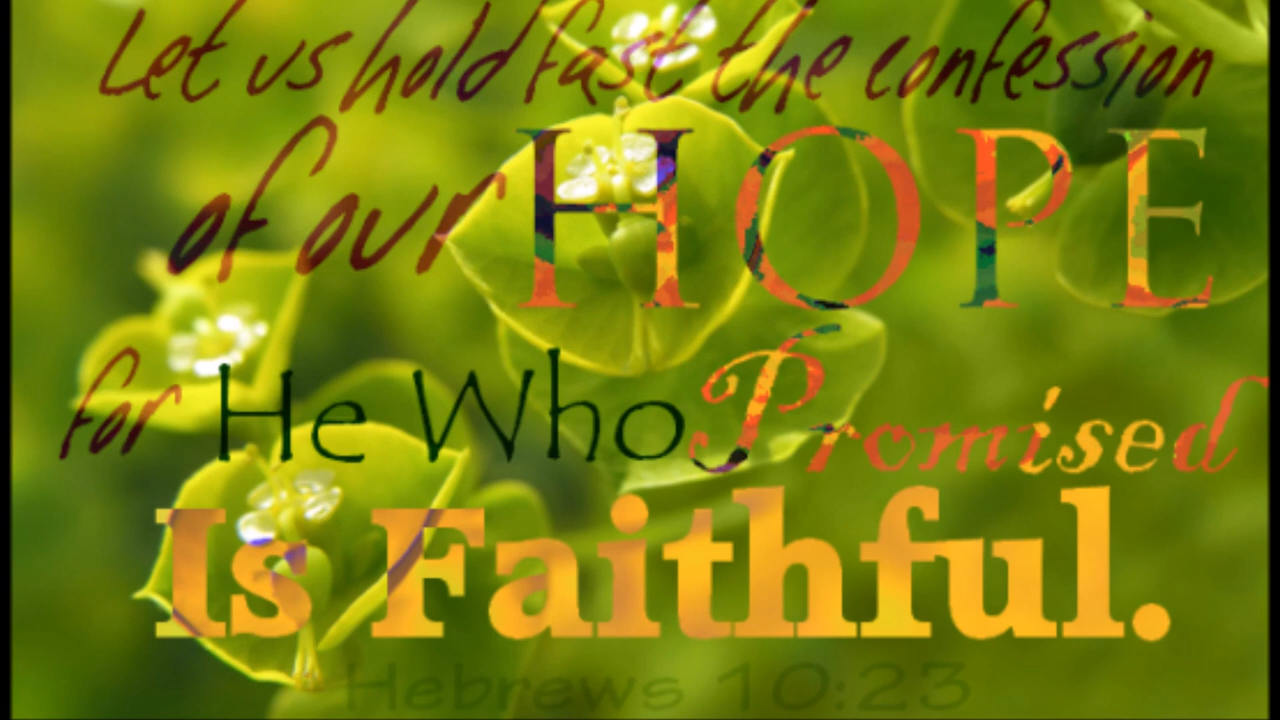 Let us hold fast the confession
of our HOPE
for He Who Promised
Is Faithful.
Hebrews 10:23